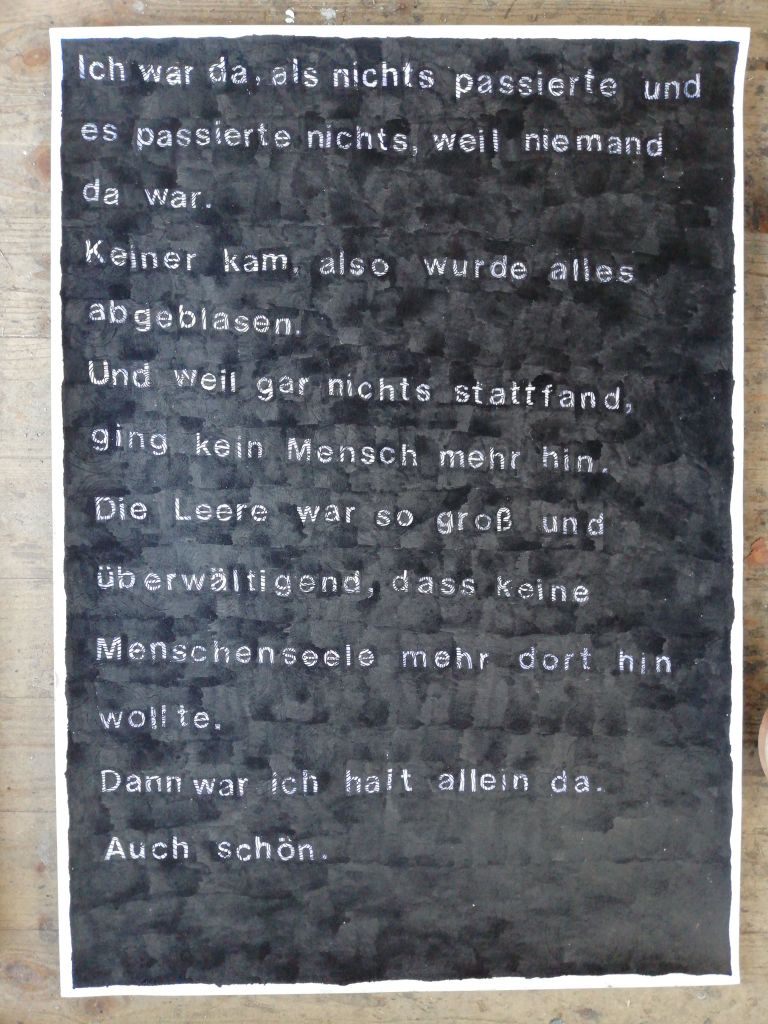 Ich war da, als nichts passierte und
es passierte nichts, weil niemand
da war.
Keiner kam, also wurde alles
abgeblasen.
Und weil gar nichts stattfand,
ging kein Mensch mehr hin.
Die Leere war so groß und
überwältigend, dass keine
Menschenseele mehr dort hin
wollte.
Dann war ich halt allein da.
Auch schön.